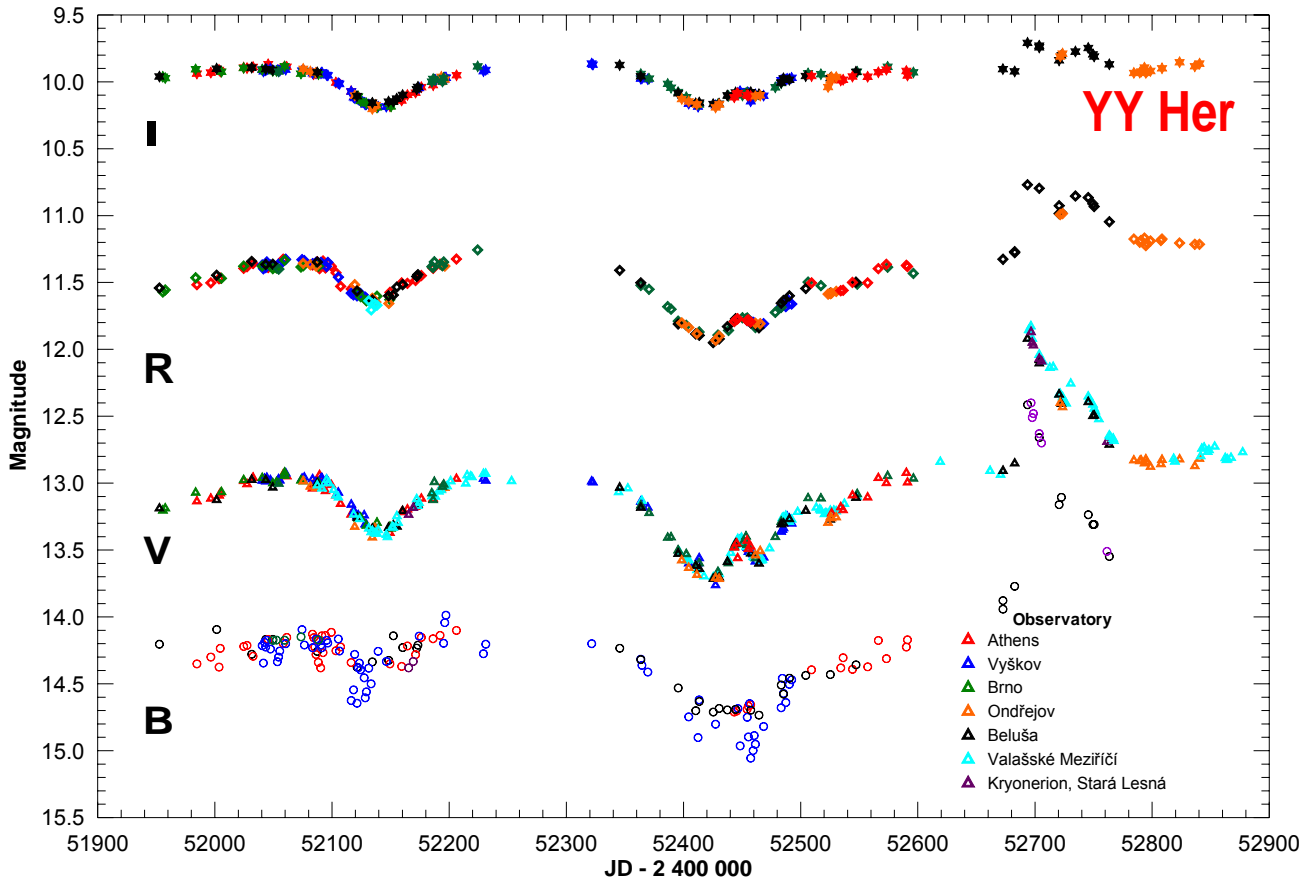 9.5
10.0
10.5
11.0
11.5
12.0
12.5
13.0
13.5
14.0
14.5
15.0
15.5
Magnitude
YY Her
I
R
V
B
Observatory
Athens
Vyškov
Brno
Ondřejov
Beluša
Valašské Meziříčí
Kryonerion, Stará Lesná
51900 52000 52100 52200 52300 52400 52500 52600 52700 52800 52900
JD - 2 400 000